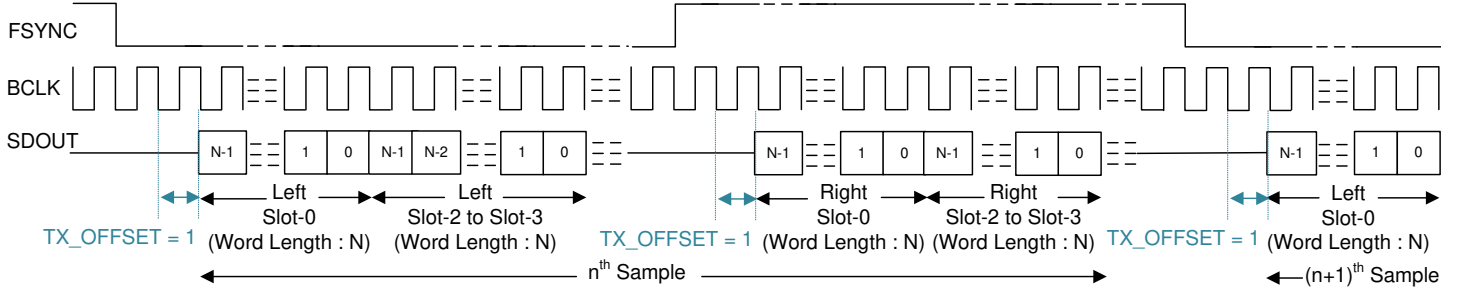 FSYNC
BCLK
SDOUT
N-1 1 0 N-1 N-2 1 0 N-1 1 0 N-1 1 0 N-1 1 0
Left Left Right Right Left
Slot-0 Slot-2 to Slot-3 Slot-0 Slot-2 to Slot-3 Slot-0
TX_OFFSET = 1 (Word Length : N) (Word Length : N) TX_OFFSET = 1 (Word Length : N) (Word Length : N) TX_OFFSET = 1 (Word Length : N)
nth Sample (n+1)th Sample